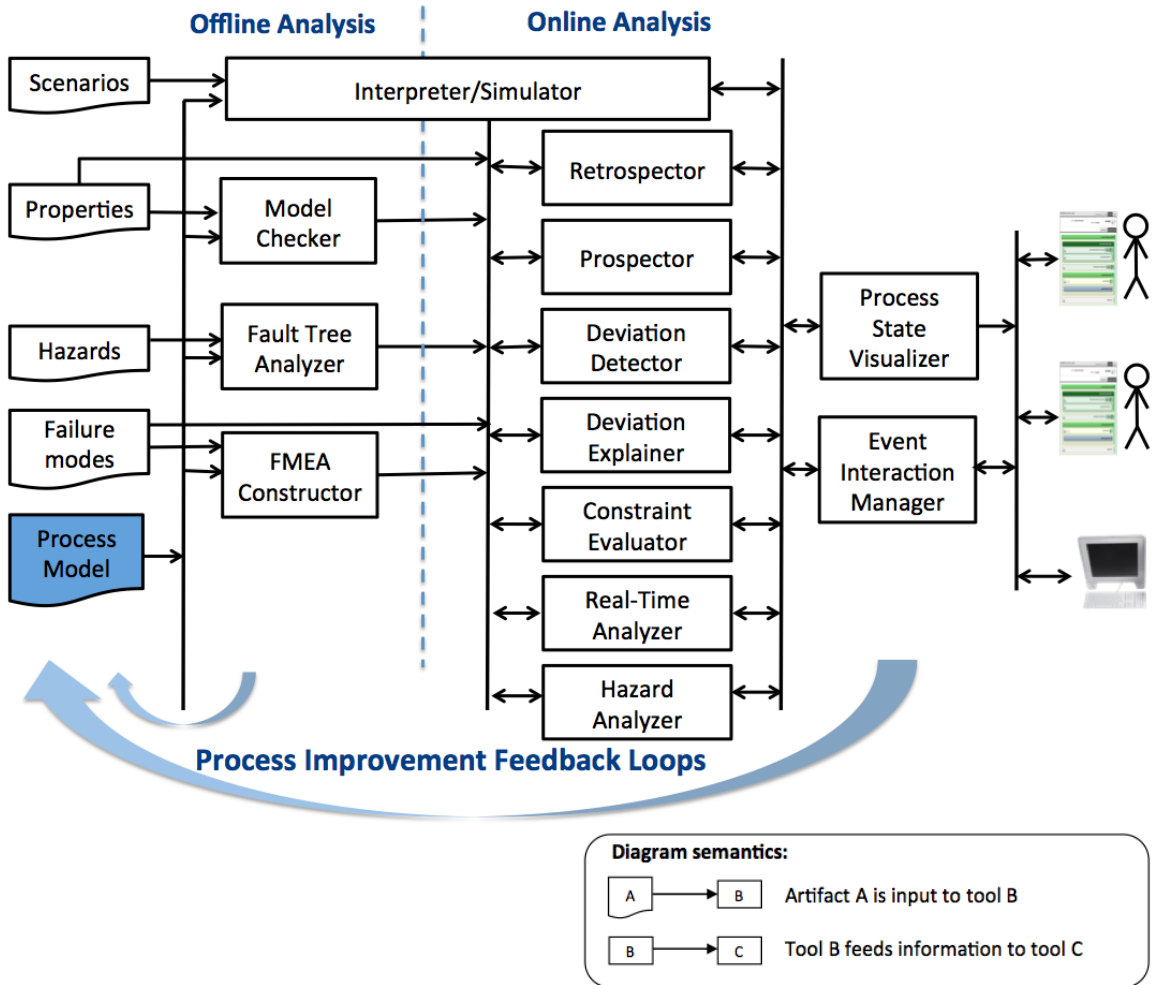 Offline Analysis
Online Analysis
Scenarios
Interpreter/Simulator
Retrospector
Properties
Model
Checker
Prospector
Process
State
Visualizer
Hazards
Fault Tree
Analyzer
Deviation
Detector
Failure
modes
FMEA
Constructor
Deviation
Explainer
Event
Interaction
Manager
Process
Model
Constraint
Evaluator
Real-Time
Analyzer
Hazard
Analyzer
Process Improvement Feedback Loops
Diagram semantics:
A
B
Artifact A is input to tool B
B
C
Tool B feeds information to tool C